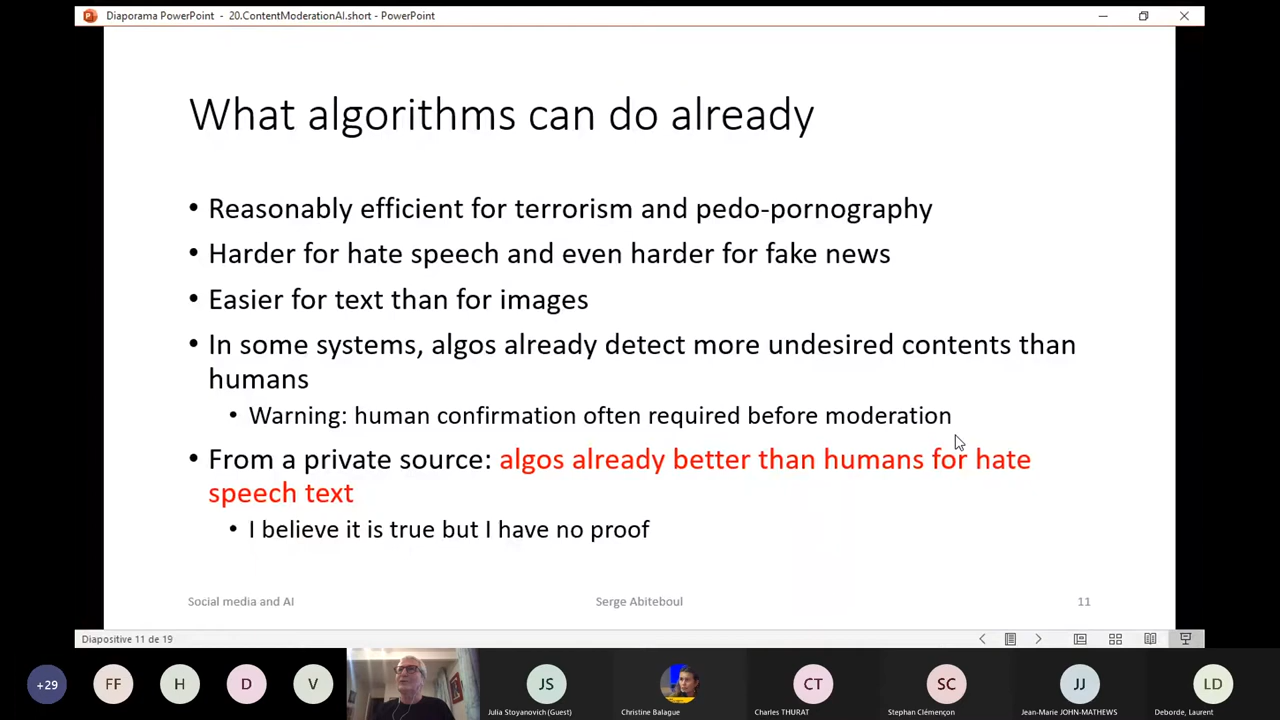 Diaporama PowerPoint - 20.ContentModerationAI.short - PowerPoint
What algorithms can do already
• Reasonably efficient for terrorism and pedo-pornography
• Harder for hate speech and even harder for fake news
• Easier for text than for images
• In some systems, algos already detect more undesired contents than
humans
• Warning: human confirmation often required before moderation
• From a private source: algos already better than humans for hate
speech text
• I believe it is true but I have no proof
Social media and AI
Serge Abiteboul
11
Diapositive 11 de 19
+29
FF
H
D
V
JS
CT
SC
JJ
LD
Julia Stoyanovich (Guest)
Christine Balague
Charles THURAT
Stephan Clémençon
Jean-Marie JOHN-MATHEWS
Deborde, Laurent